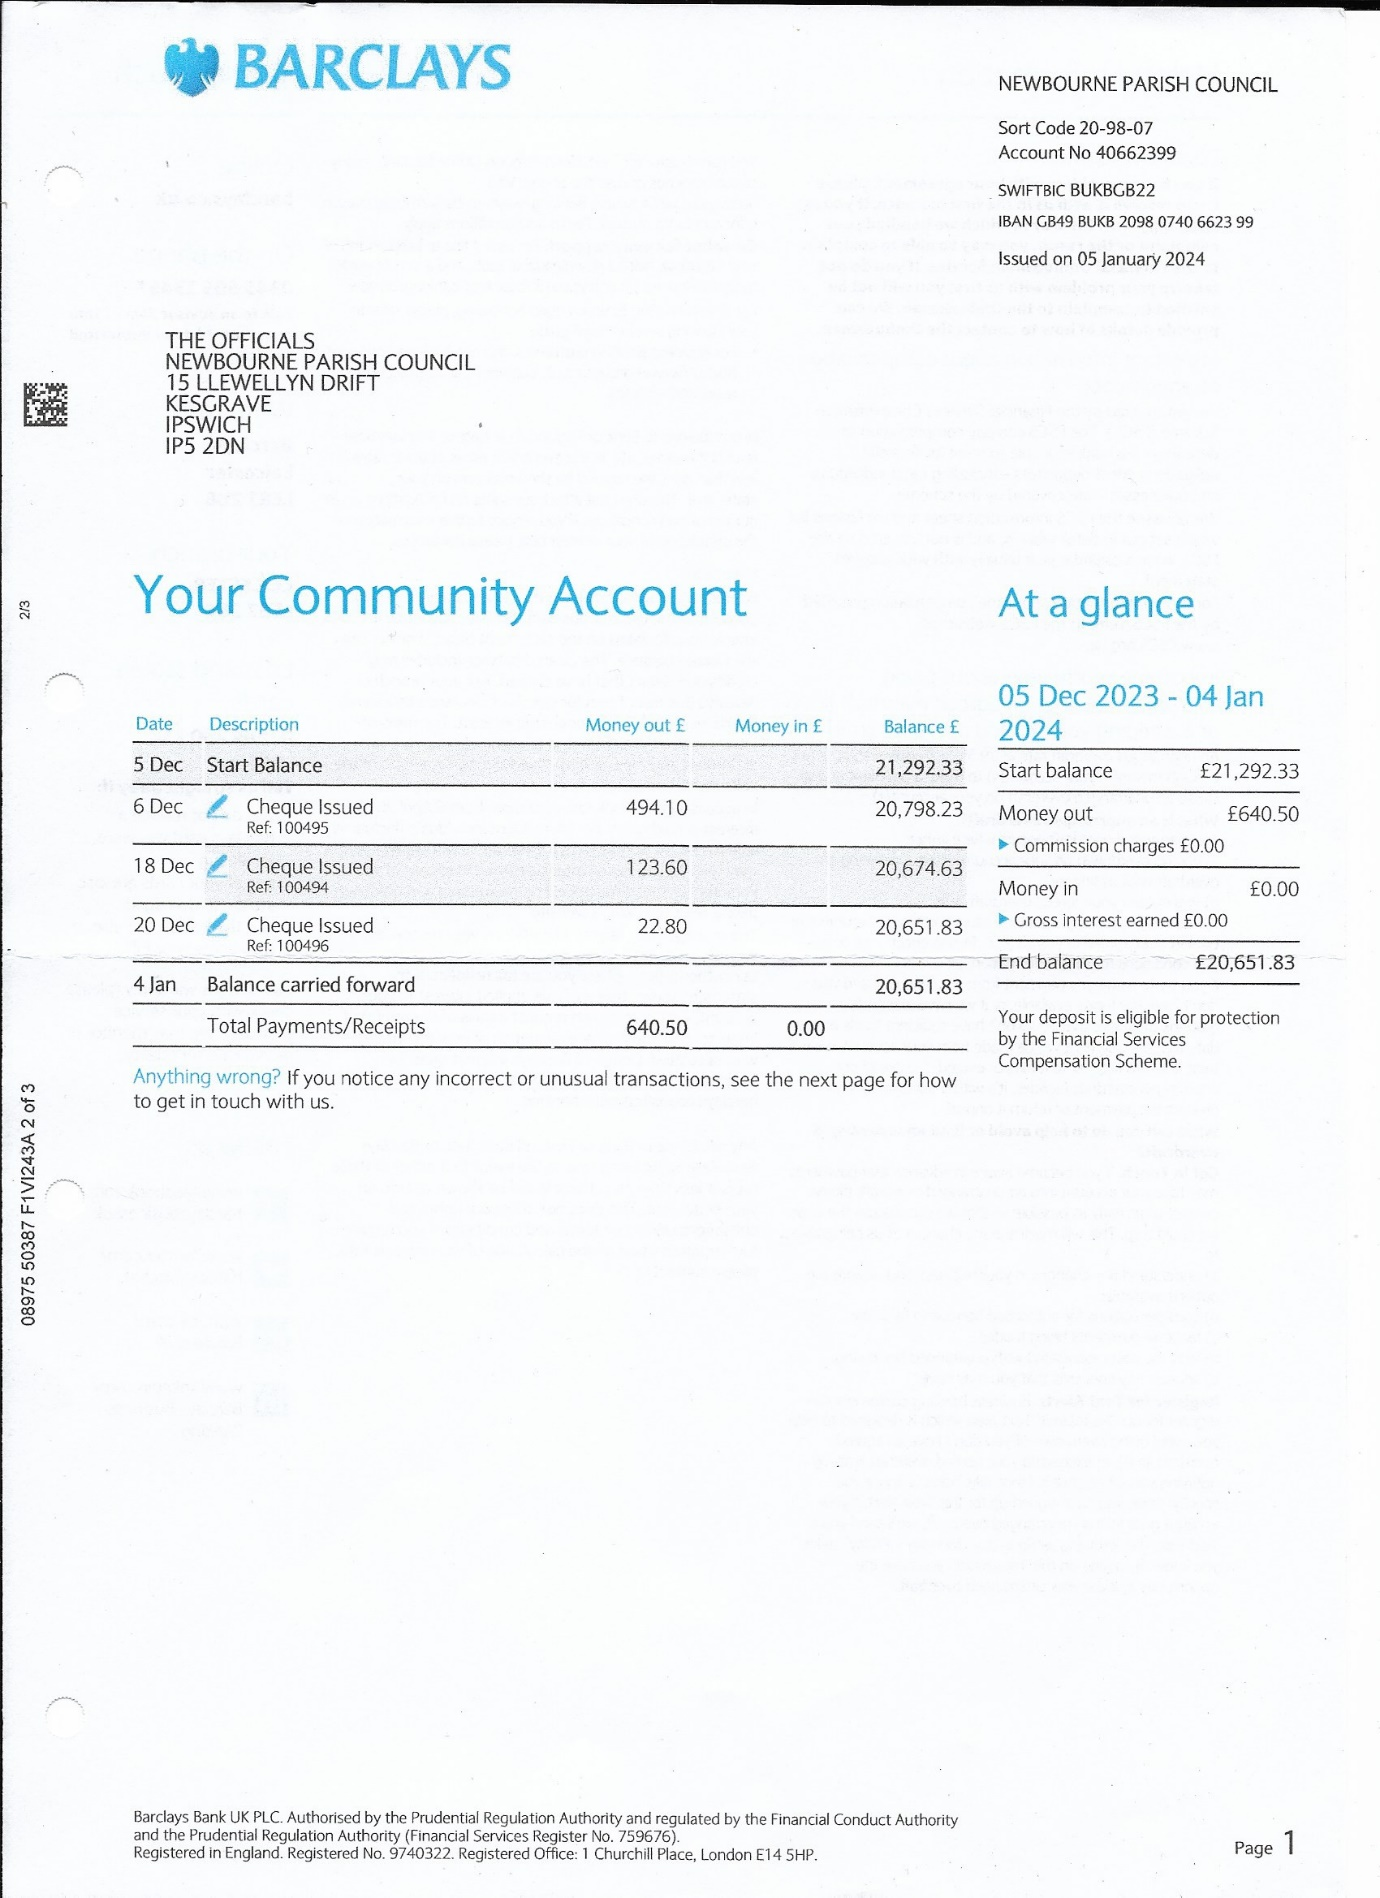 BARCLAYS
NEWBOURNE PARISH COUNCIL
Sort Code 20-98-07
Account No 40662399
SWIFTBIC BUKBGB22
IBAN GB49 BUKB 2098 0740 6623 99
Issued on 05 January 2024
THE OFFICIALS
NEWBOURNE PARISH COUNCIL
15 LLEWELLYN DRIFT
KESGRAVE
IPSWICH
IP5 2DN
2/3
Your Community Account
Date Description Money out £ Money in £ Balance £
5 Dec Start Balance 21,292.33
6 Dec Cheque Issued 494.10 20,798.23
Ref: 100495
18 Dec Cheque Issued 123.60 20,674.63
Ref: 100494
20 Dec Cheque Issued 22.80 20,651.83
Ref: 100496
4 Jan Balance carried forward 20,651.83
Total Payments/Receipts 640.50 0.00
Anything wrong? If you notice any incorrect or unusual transactions, see the next page for how
to get in touch with us.
At a glance
05 Dec 2023 - 04 Jan
2024
Start balance £21,292.33
Money out £640.50
Commission charges £0.00
Money in £0.00
Gross interest earned £0.00
End balance £20,651.83
Your deposit is eligible for protection
by the Financial Services
Compensation Scheme.
08975 50387 F1VI243A 2 of 3
Barclays Bank UK PLC. Authorised by the Prudential Regulation Authority and regulated by the Financial Conduct Authority
and the Prudential Regulation Authority (Financial Services Register No. 759676).
Registered in England. Registered No. 9740322. Registered Office: 1 Churchill Place, London E14 5HP.
Page 1